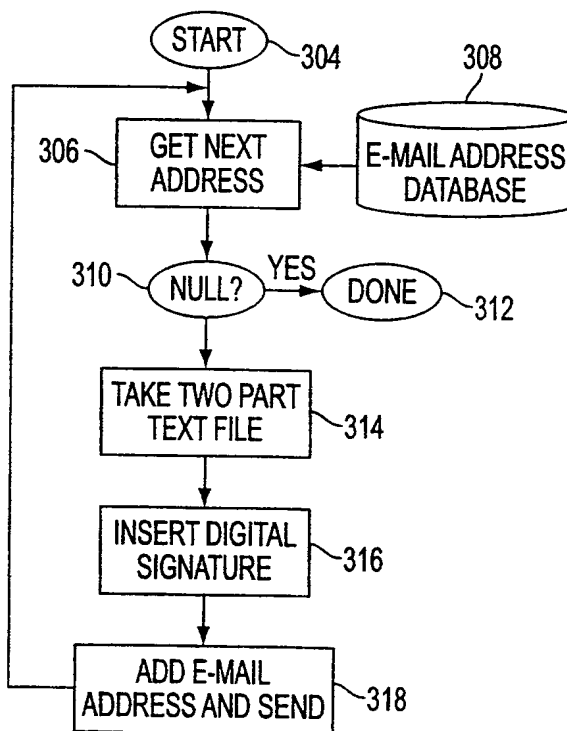 START
304
308
306
GET NEXT
ADDRESS
E-MAIL ADDRESS
DATABASE
310
NULL?
YES
DONE
312
TAKE TWO PART
TEXT FILE
314
INSERT DIGITAL
SIGNATURE
316
ADD E-MAIL
ADDRESS AND SEND
318